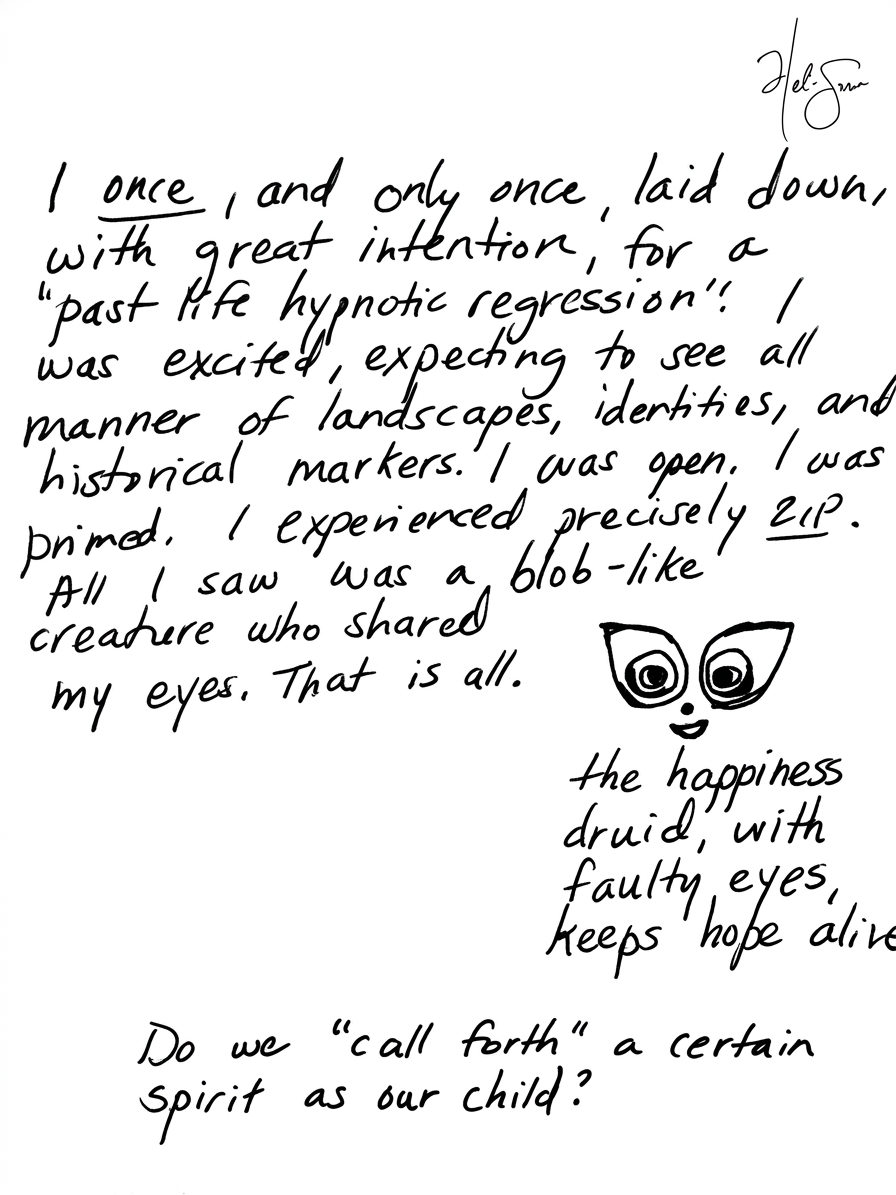 I once, and only once, laid down,
with great intention, for a
"past life hypnotic regression". I
was excited, expecting to see all
manner of landscapes, identities, and
historical markers. I was open. I was
primed. I experienced precisely ZIP.
All I saw was a blob-like
creature who shared
my eyes. That is all.
the happiness
druid, with
faulty eyes,
keeps hope alive
Do we "call forth" a certain
spirit as our child?